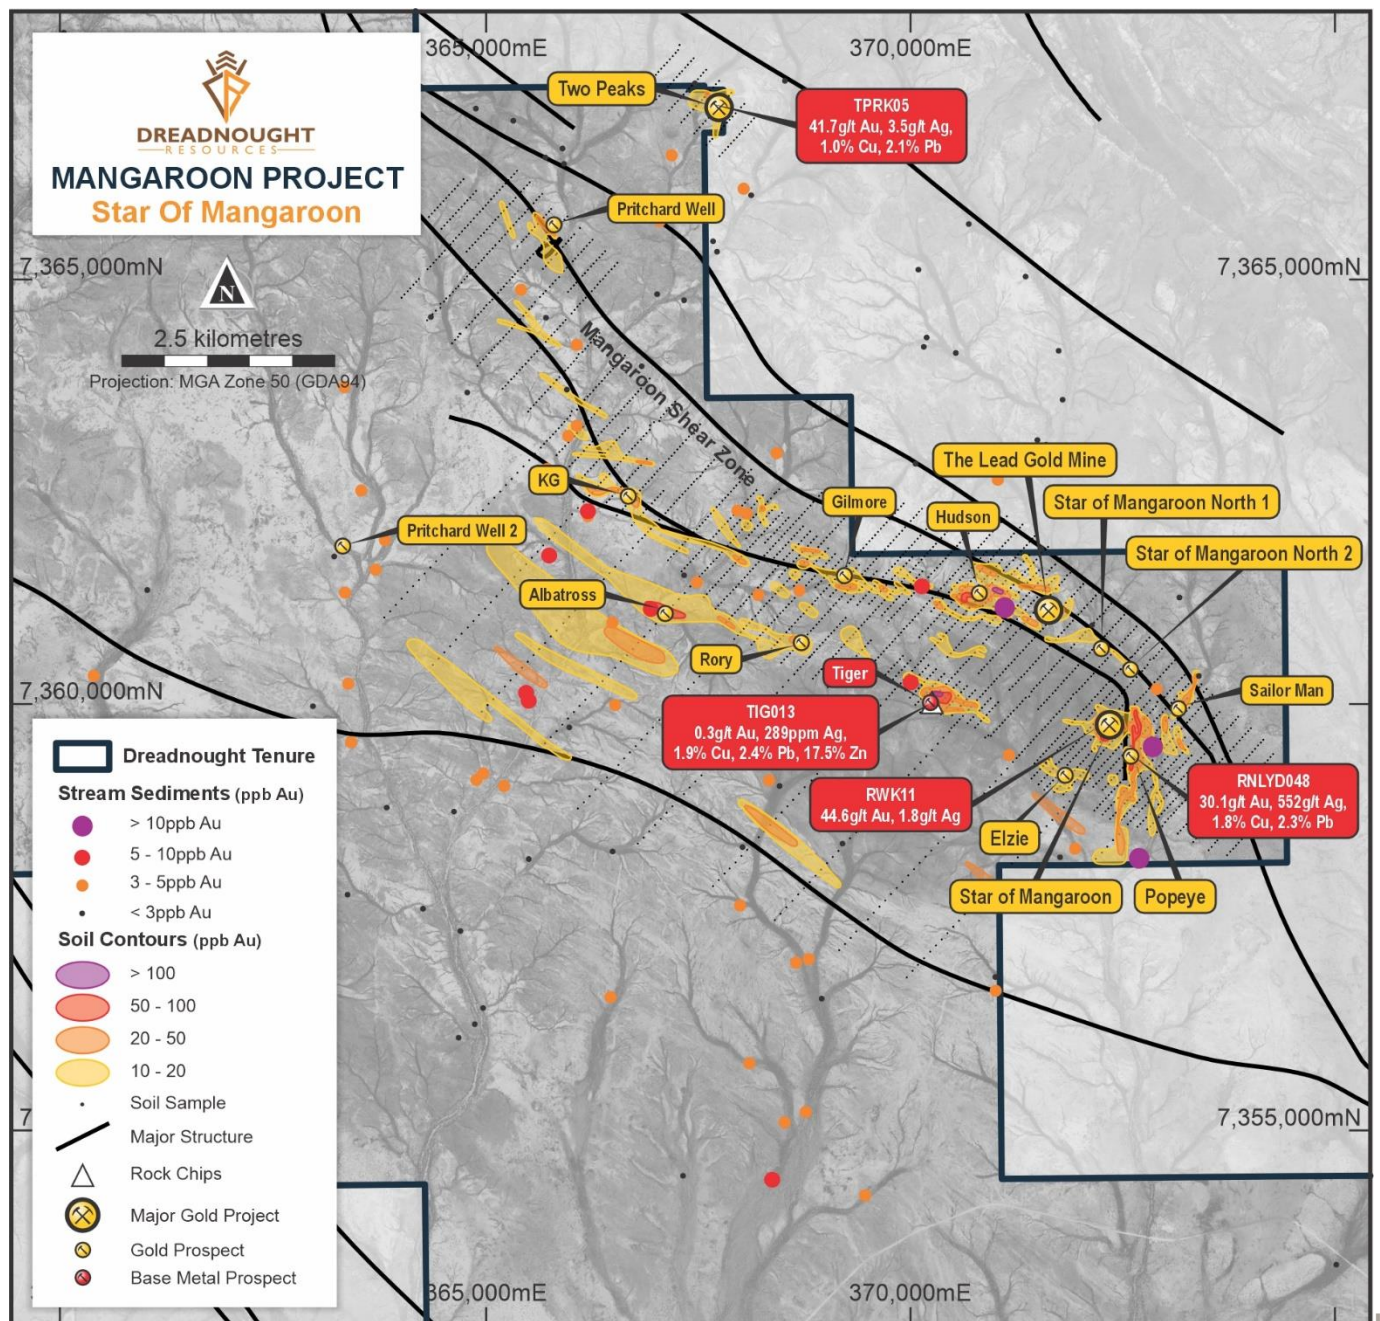 DREADNOUGHT
RESOURCES
MANGAROON PROJECT
Star Of Mangaroon
365,000mE
370,000mE
Two Peaks
TPRK05
41.7g/t Au, 3.5g/t Ag,
1.0% Cu, 2.1% Pb
Pritchard Well
7,365,000mN
7,365,000mN
N
2.5 kilometres
Projection: MGA Zone 50 (GDA94)
Mangaroon Shear Zone
The Lead Gold Mine
KG
Gilmore
Star of Mangaroon North 1
Hudson
Pritchard Well 2
Star of Mangaroon North 2
Albatross
Rory
Tiger
7,360,000mN
Sailor Man
TIG013
0.3g/t Au, 289ppm Ag,
1.9% Cu, 2.4% Pb, 17.5% Zn
RWK11
44.6g/t Au, 1.8g/t Ag
RNLYD048
30.1g/t Au, 552g/t Ag,
1.8% Cu, 2.3% Pb
Elzie
Star of Mangaroon
Popeye
Dreadnought Tenure
Stream Sediments (ppb Au)
> 10ppb Au
5 - 10ppb Au
3 - 5ppb Au
< 3ppb Au
Soil Contours (ppb Au)
> 100
50 - 100
20 - 50
10 - 20
Soil Sample
Major Structure
Rock Chips
Major Gold Project
Gold Prospect
Base Metal Prospect
7,355,000mN
365,000mE
370,000mE